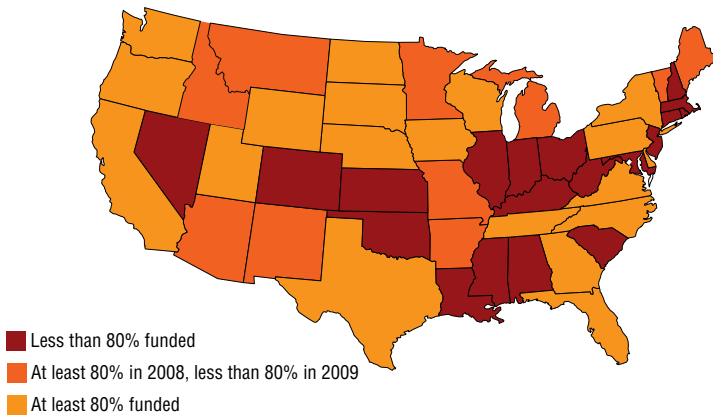 Less than 80% funded
At least 80% in 2008, less than 80% in 2009
At least 80% funded